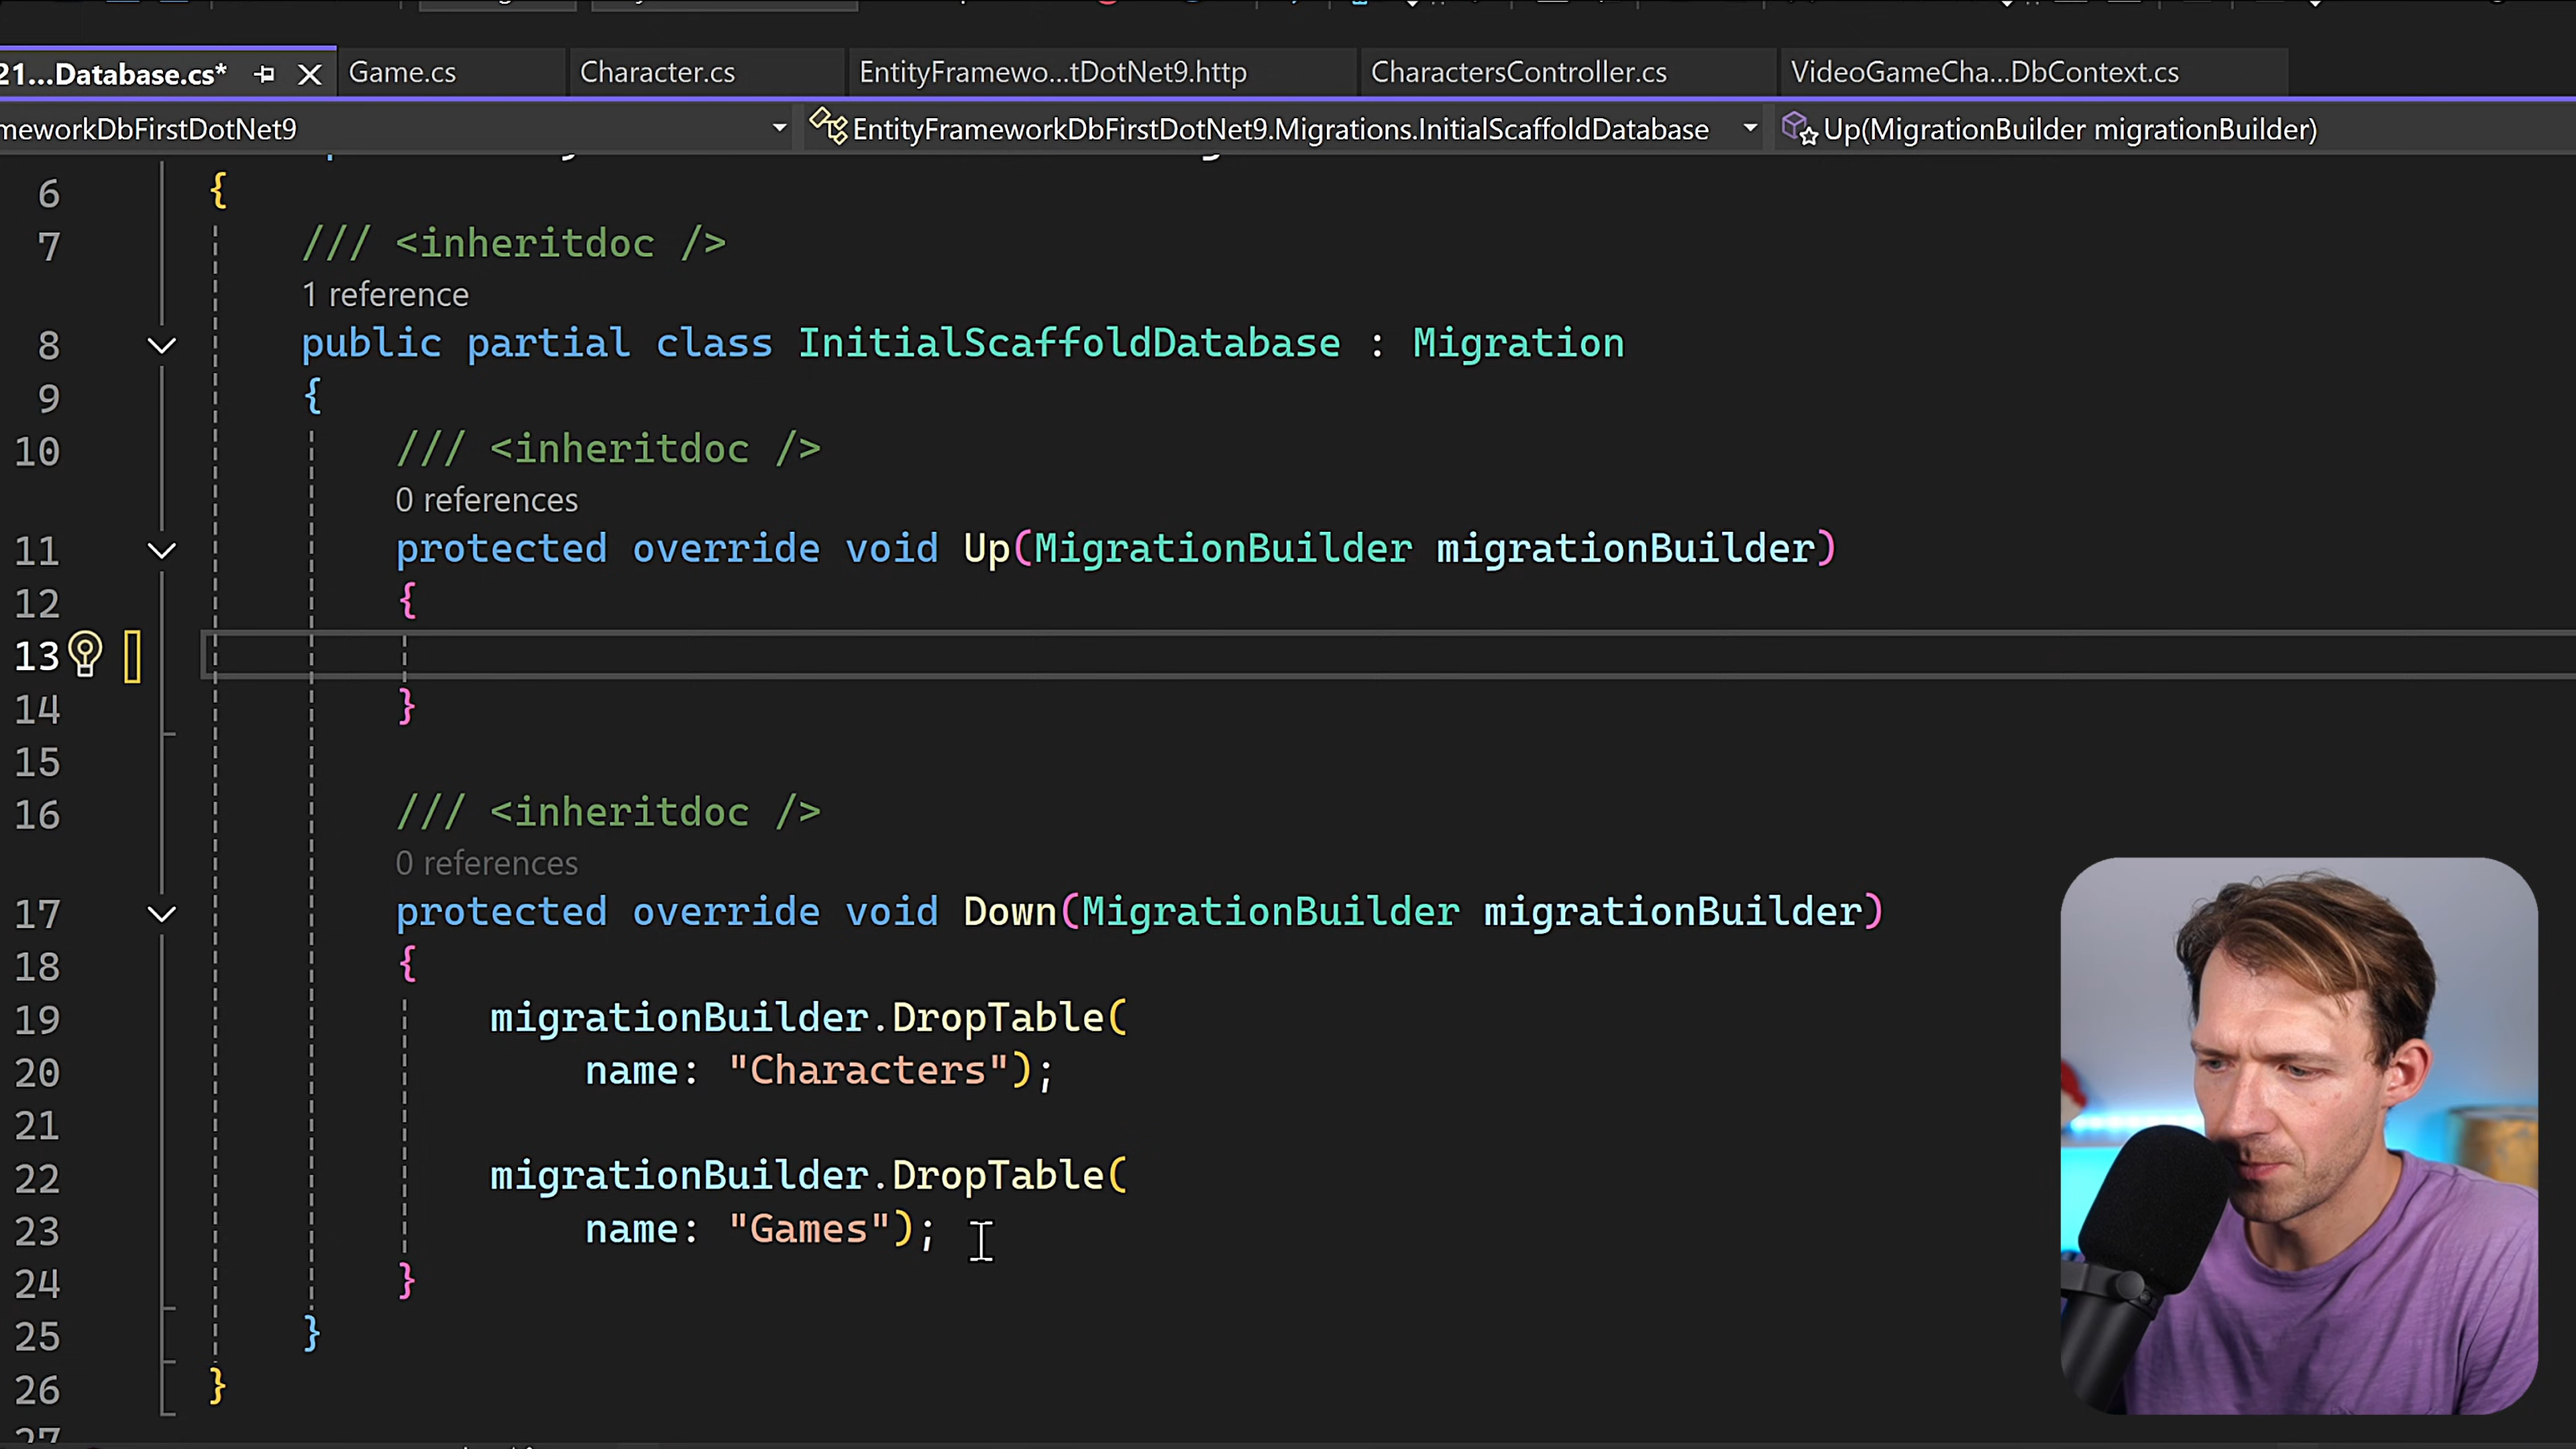 21...Database.cs*
Game.cs
Character.cs
EntityFramewo...tDotNet9.http
CharactersController.cs
VideoGameCha...DbContext.cs
meworkDbFirstDotNet9
EntityFrameworkDbFirstDotNet9.Migrations.InitialScaffoldDatabase
Up(MigrationBuilder migrationBuilder)
6 {
7 /// <inheritdoc />
1 reference
8 public partial class InitialScaffoldDatabase : Migration
9 {
10 /// <inheritdoc />
0 references
11 protected override void Up(MigrationBuilder migrationBuilder)
12 {
13
14 }
15
16 /// <inheritdoc />
0 references
17 protected override void Down(MigrationBuilder migrationBuilder)
18 {
19 migrationBuilder.DropTable(
20 name: "Characters");
21
22 migrationBuilder.DropTable(
23 name: "Games");
24 }
25 }
26 }
27